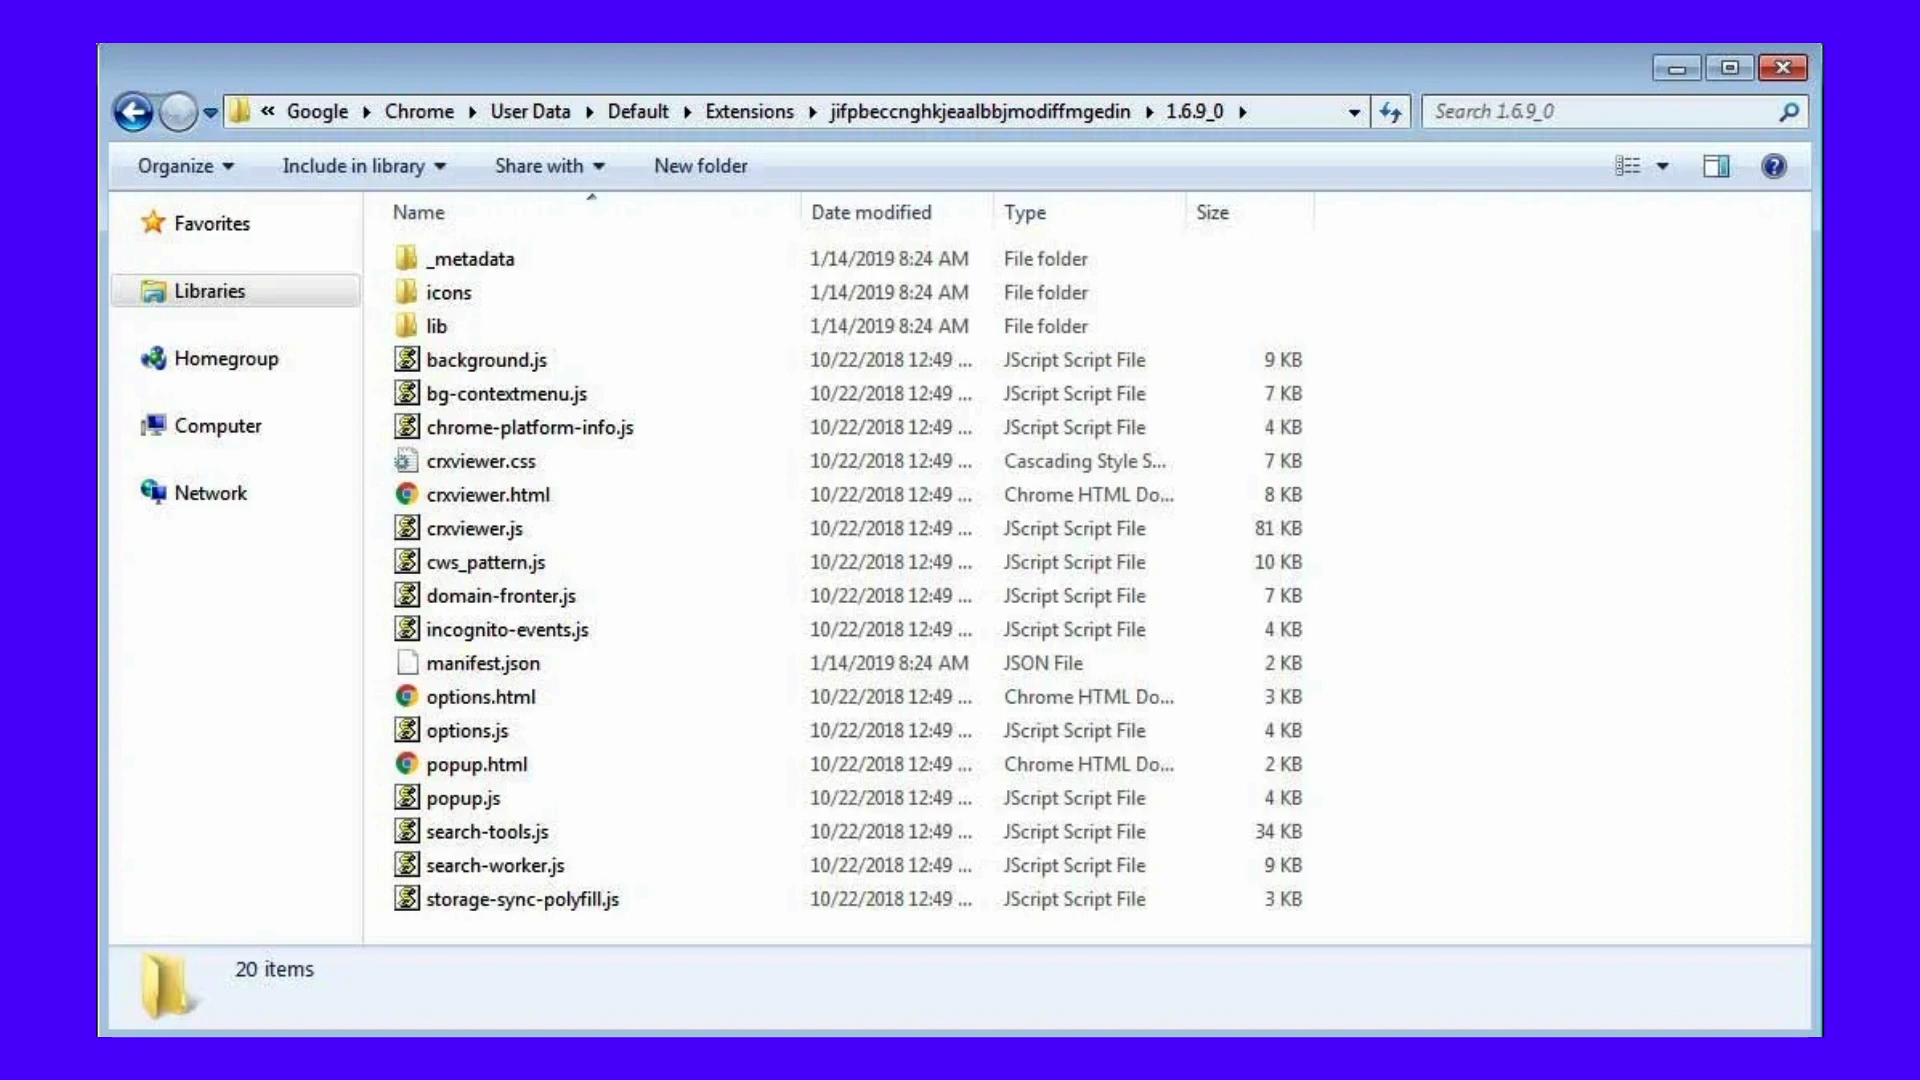 « Google ▸ Chrome ▸ User Data ▸ Default ▸ Extensions ▸ jifpbeccnghkjeaalbbjmodiffmgedin ▸ 1.6.9_0 ▸ Search 1.6.9_0
Organize Include in library Share with New folder
Name Date modified Type Size
Favorites
Libraries
Homegroup
Computer
Network
_metadata 1/14/2019 8:24 AM File folder
icons 1/14/2019 8:24 AM File folder
lib 1/14/2019 8:24 AM File folder
background.js 10/22/2018 12:49 ... JScript Script File 9 KB
bg-contextmenu.js 10/22/2018 12:49 ... JScript Script File 7 KB
chrome-platform-info.js 10/22/2018 12:49 ... JScript Script File 4 KB
crxviewer.css 10/22/2018 12:49 ... Cascading Style S... 7 KB
crxviewer.html 10/22/2018 12:49 ... Chrome HTML Do... 8 KB
crxviewer.js 10/22/2018 12:49 ... JScript Script File 81 KB
cws_pattern.js 10/22/2018 12:49 ... JScript Script File 10 KB
domain-fronter.js 10/22/2018 12:49 ... JScript Script File 7 KB
incognito-events.js 10/22/2018 12:49 ... JScript Script File 4 KB
manifest.json 1/14/2019 8:24 AM JSON File 2 KB
options.html 10/22/2018 12:49 ... Chrome HTML Do... 3 KB
options.js 10/22/2018 12:49 ... JScript Script File 4 KB
popup.html 10/22/2018 12:49 ... Chrome HTML Do... 2 KB
popup.js 10/22/2018 12:49 ... JScript Script File 4 KB
search-tools.js 10/22/2018 12:49 ... JScript Script File 34 KB
search-worker.js 10/22/2018 12:49 ... JScript Script File 9 KB
storage-sync-polyfill.js 10/22/2018 12:49 ... JScript Script File 3 KB
20 items